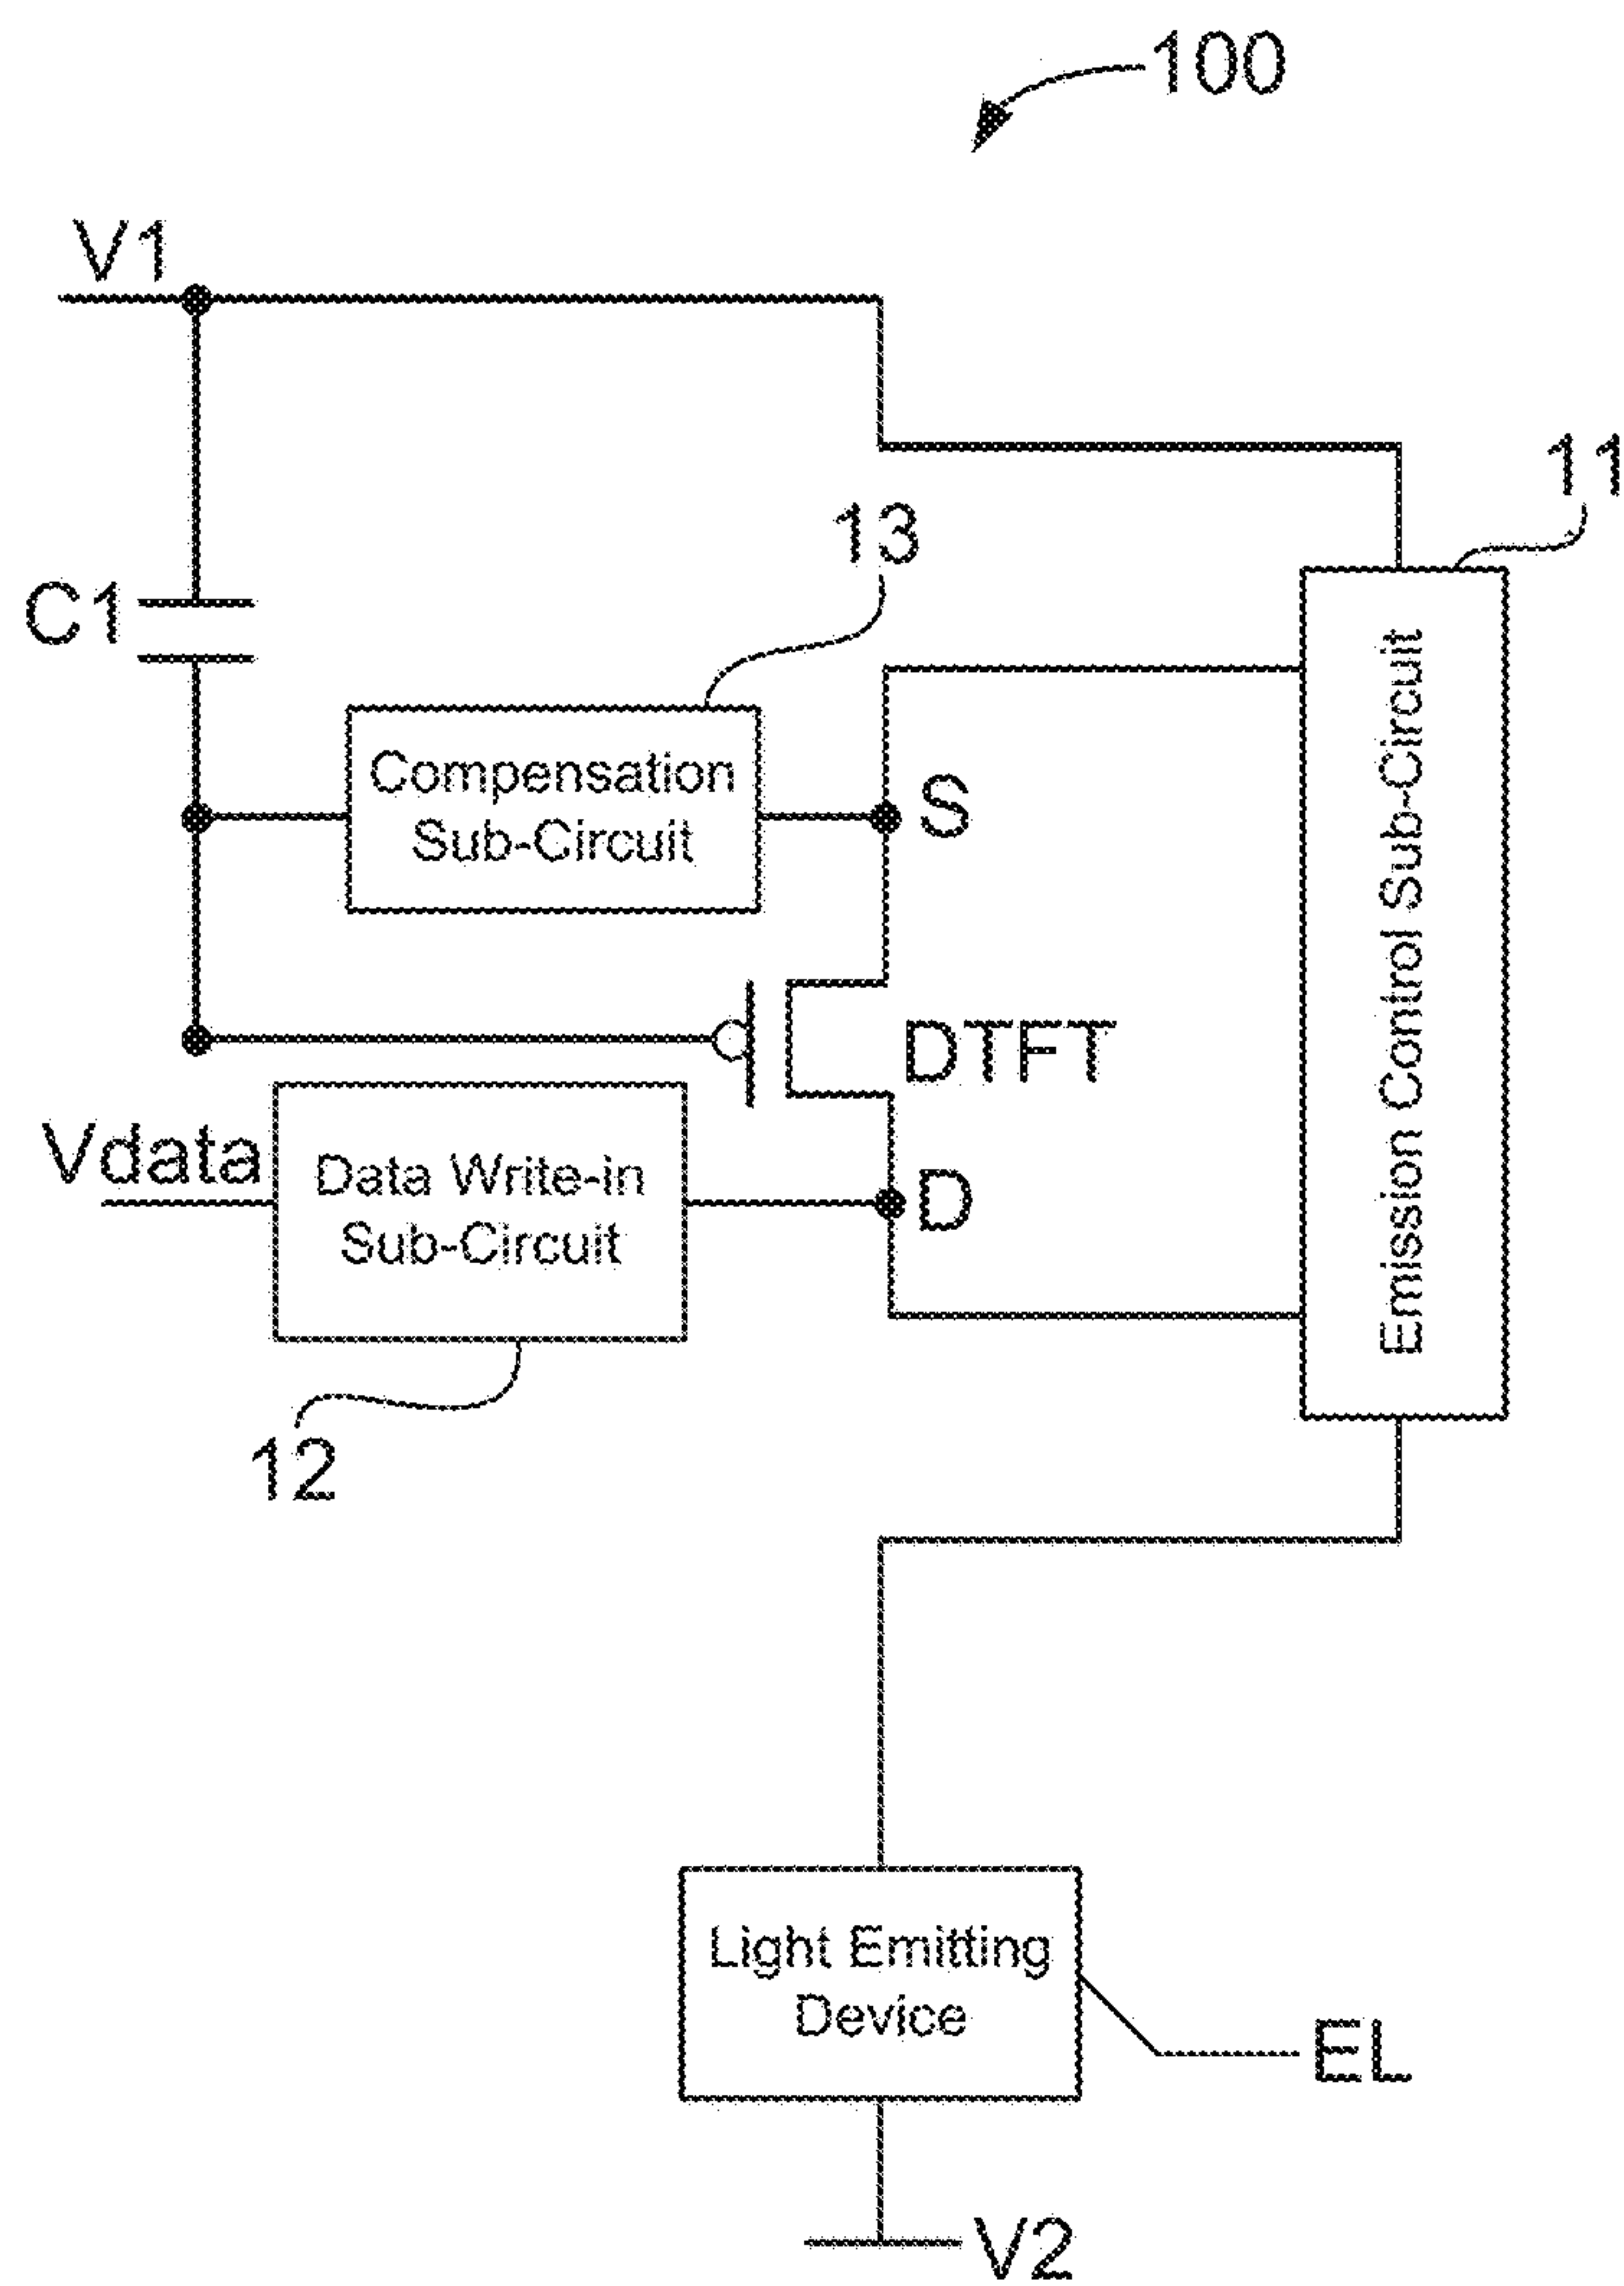 100
V1
11
13
C1
Compensation
Sub-Circuit
S
Emission Control Sub-Circuit
DTFT
Vdata
Data Write-in
Sub-Circuit
D
12
Light Emitting
Device
EL
V2